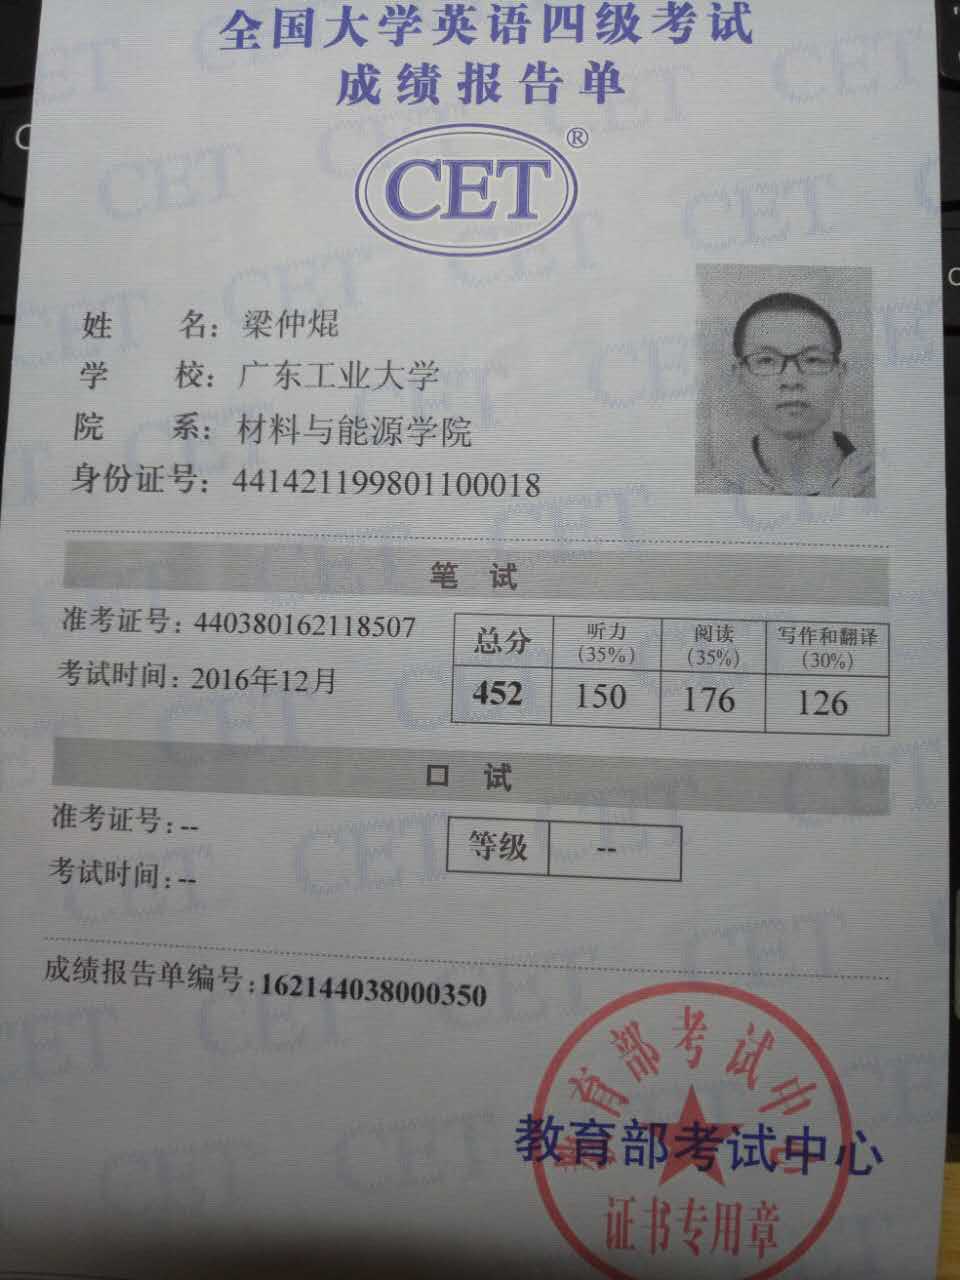 全国大学英语四级考试
成绩报告单
CET®
姓 名：梁仲焜
学 校：广东工业大学
院 系：材料与能源学院
身份证号：441421199801100018
笔 试
准考证号：440380162118507
考试时间：2016年12月
总分 听力（35%） 阅读（35%） 写作和翻译（30%）
452 150 176 126
口 试
准考证号：--
考试时间：--
等级 --
成绩报告单编号：162144038000350
教育部考试中心
教育部考试中心
证书专用章